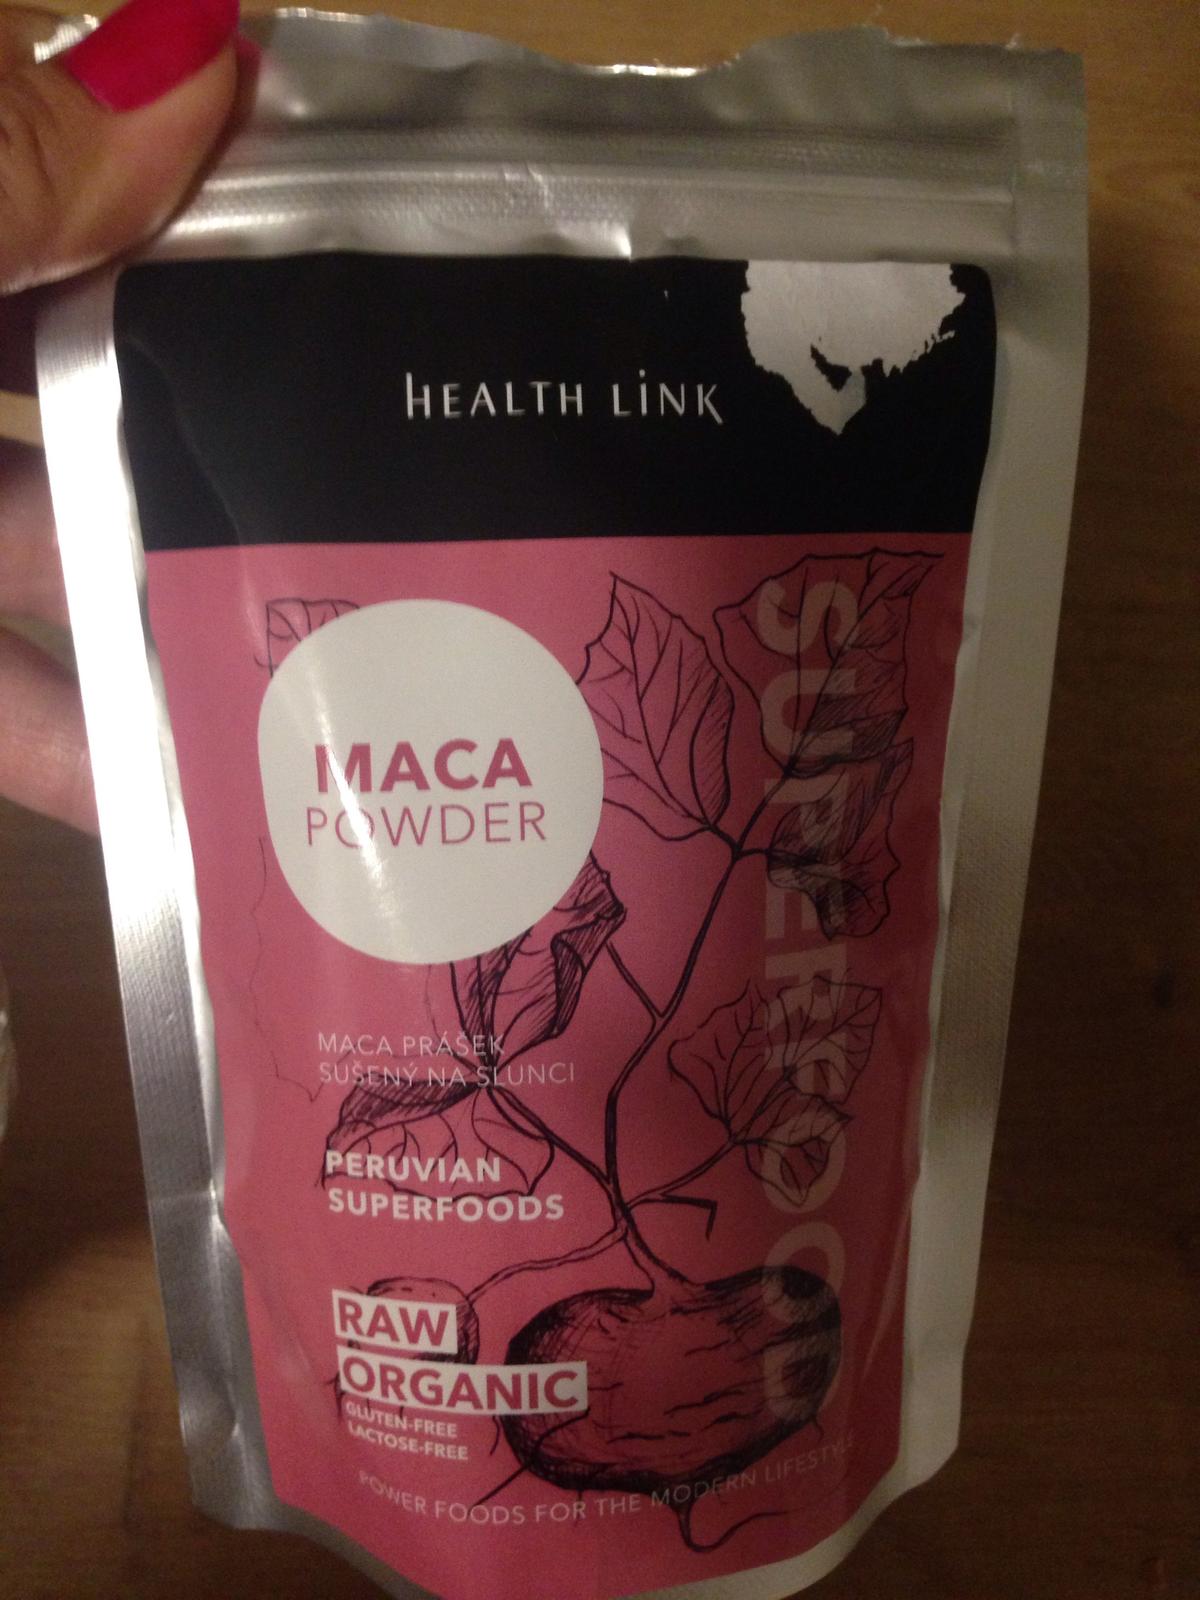 HEALTH LINK
MACA
POWDER
MACA PRÁŠEK
SUŠENÝ NA SLUNCI
PERUVIAN
SUPERFOODS
RAW
ORGANIC
GLUTEN-FREE
LACTOSE-FREE
POWER FOODS FOR THE MODERN LIFESTYLE
SUPERFOOD